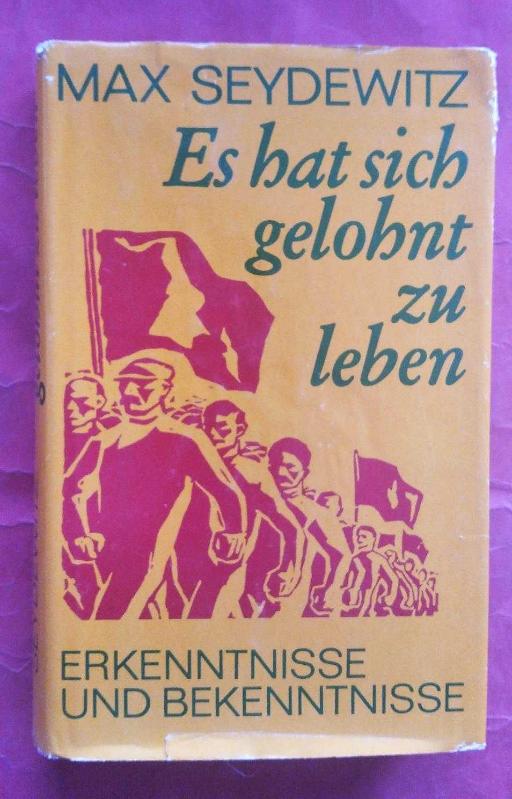 MAX SEYDEWITZ
Es hat sich
gelohnt
zu
leben
ERKENNTNISSE
UND BEKENNTNISSE